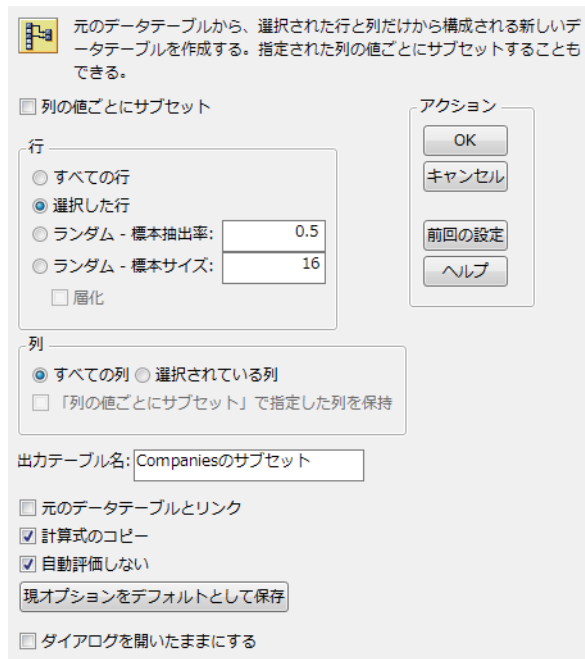 元のデータテーブルから、選択された行と列だけから構成される新しいデ
ータテーブルを作成する。指定された列の値ごとにサブセットすることも
できる。
列の値ごとにサブセット
行
すべての行
選択した行
ランダム - 標本抽出率: 0.5
ランダム - 標本サイズ: 16
層化
アクション
OK
キャンセル
前回の設定
ヘルプ
列
すべての列 選択されている列
「列の値ごとにサブセット」で指定した列を保持
出力テーブル名: Companiesのサブセット
元のデータテーブルとリンク
計算式のコピー
自動評価しない
現オプションをデフォルトとして保存
ダイアログを開いたままにする